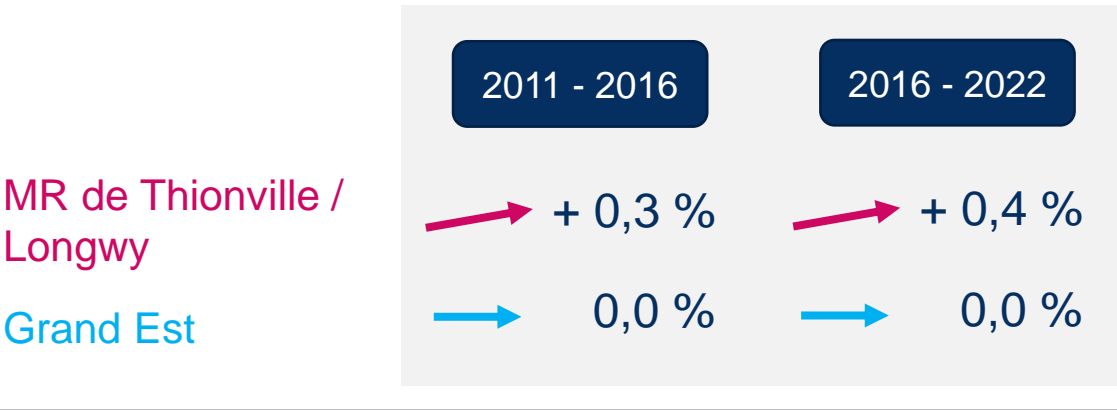 2011 - 2016
2016 - 2022
MR de Thionville /
Longwy
+ 0,3 %
+ 0,4 %
Grand Est
0,0 %
0,0 %